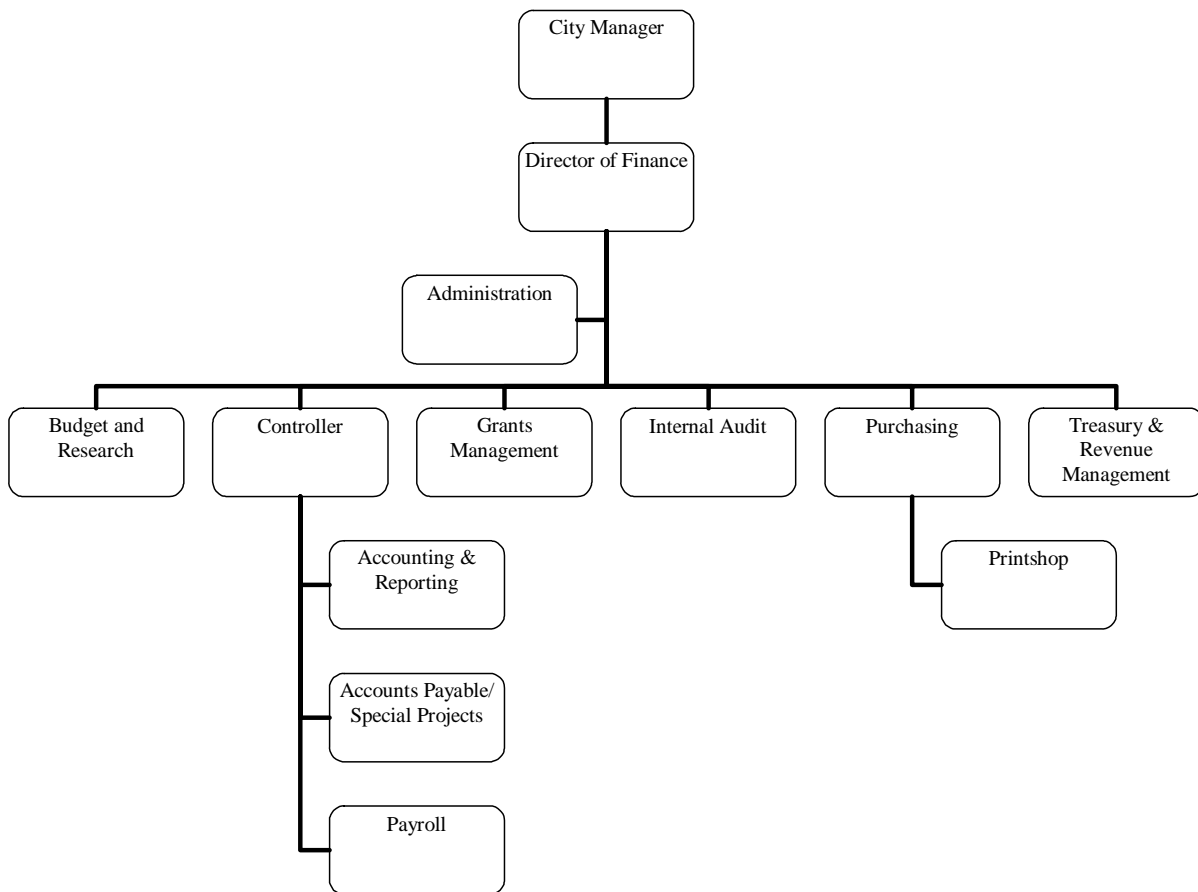 City Manager
Director of Finance
Administration
Budget and
Research
Controller
Grants
Management
Internal Audit
Purchasing
Treasury &
Revenue
Management
Accounting &
Reporting
Printshop
Accounts Payable/
Special Projects
Payroll